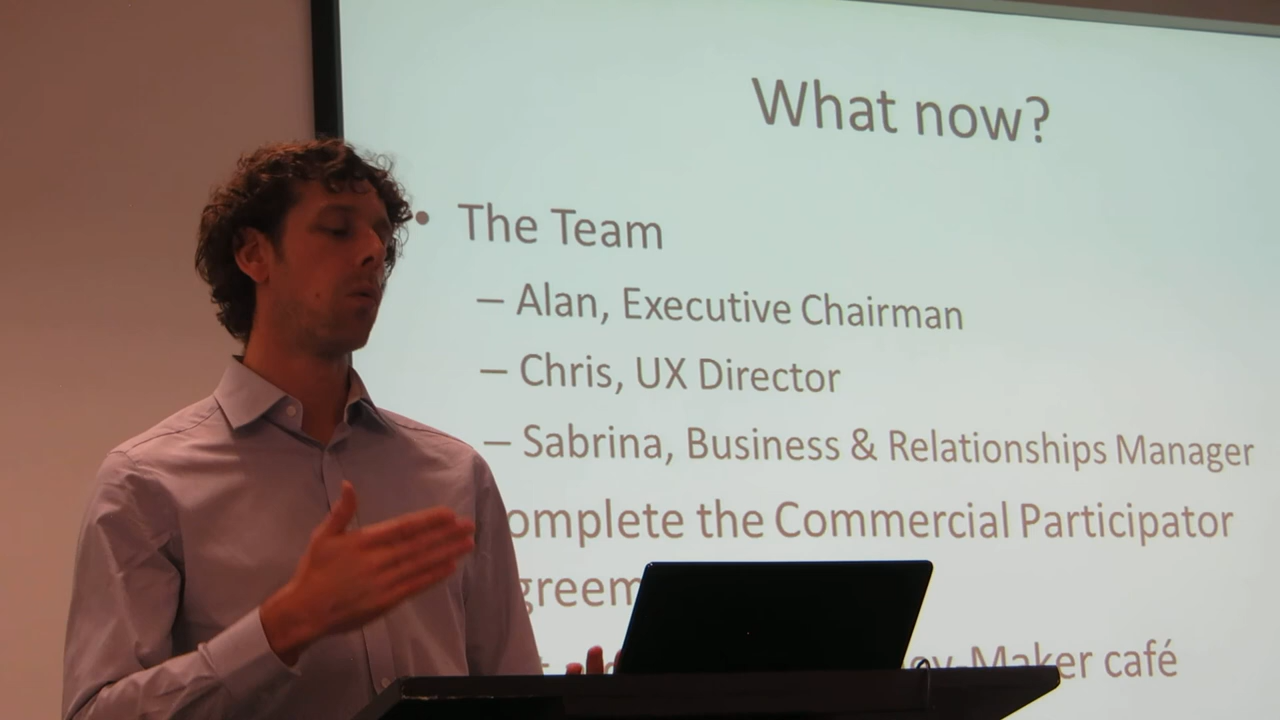 What now?
• The Team
– Alan, Executive Chairman
– Chris, UX Director
– Sabrina, Business & Relationships Manager
omplete the Commercial Participator
greem
y-Maker café